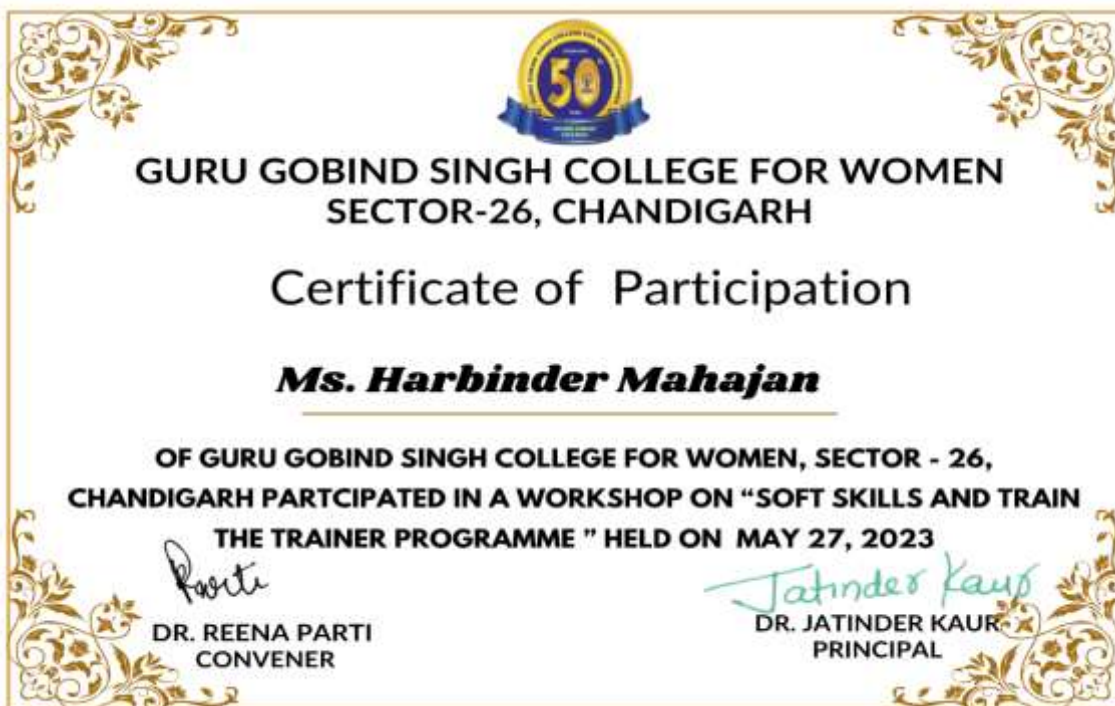 50
GURU GOBIND SINGH COLLEGE FOR WOMEN
SECTOR-26, CHANDIGARH
Certificate of Participation
Ms. Harbinder Mahajan
OF GURU GOBIND SINGH COLLEGE FOR WOMEN, SECTOR - 26,
CHANDIGARH PARTCIPATED IN A WORKSHOP ON “SOFT SKILLS AND TRAIN
THE TRAINER PROGRAMME ” HELD ON MAY 27, 2023
Parti
Jatinder Kaur
DR. REENA PARTI
CONVENER
DR. JATINDER KAUR
PRINCIPAL